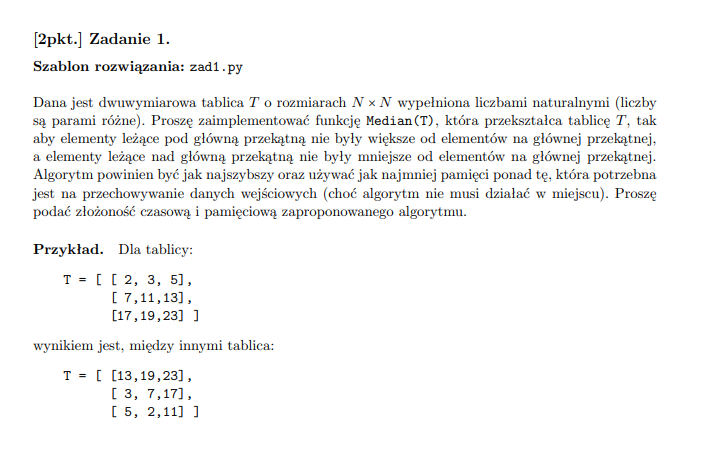 [2pkt.] Zadanie 1.
Szablon rozwiązania: zad1.py
Dana jest dwuwymiarowa tablica T o rozmiarach N × N wypełniona liczbami naturalnymi (liczby
są parami różne). Proszę zaimplementować funkcję Median(T), która przekształca tablicę T, tak
aby elementy leżące pod główną przekątną nie były większe od elementów na głównej przekątnej,
a elementy leżące nad główną przekątną nie były mniejsze od elementów na głównej przekątnej.
Algorytm powinien być jak najszybszy oraz używać jak najmniej pamięci ponad tę, która potrzebna
jest na przechowywanie danych wejściowych (choć algorytm nie musi działać w miejscu). Proszę
podać złożoność czasową i pamięciową zaproponowanego algorytmu.
Przykład. Dla tablicy:
T = [ [ 2, 3, 5],
[ 7,11,13],
[17,19,23] ]
wynikiem jest, między innymi tablica:
T = [ [13,19,23],
[ 3, 7,17],
[ 5, 2,11] ]